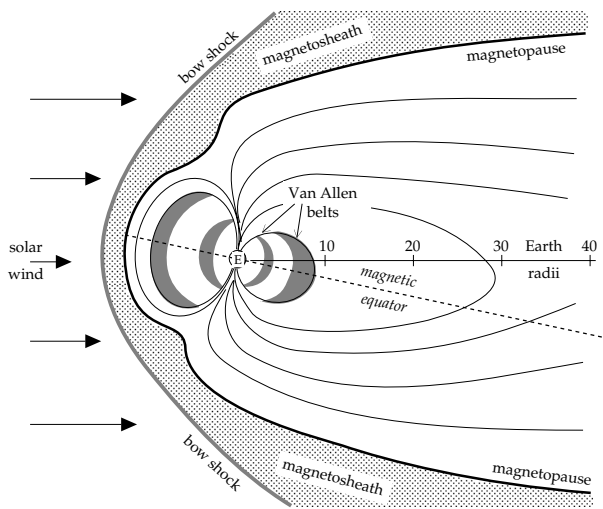 bow shock
magnetosheath
magnetopause
Van Allen
belts
solar
wind
E
10
20
30
Earth
radii
40
magnetic
equator
bow shock
magnetosheath
magnetopause